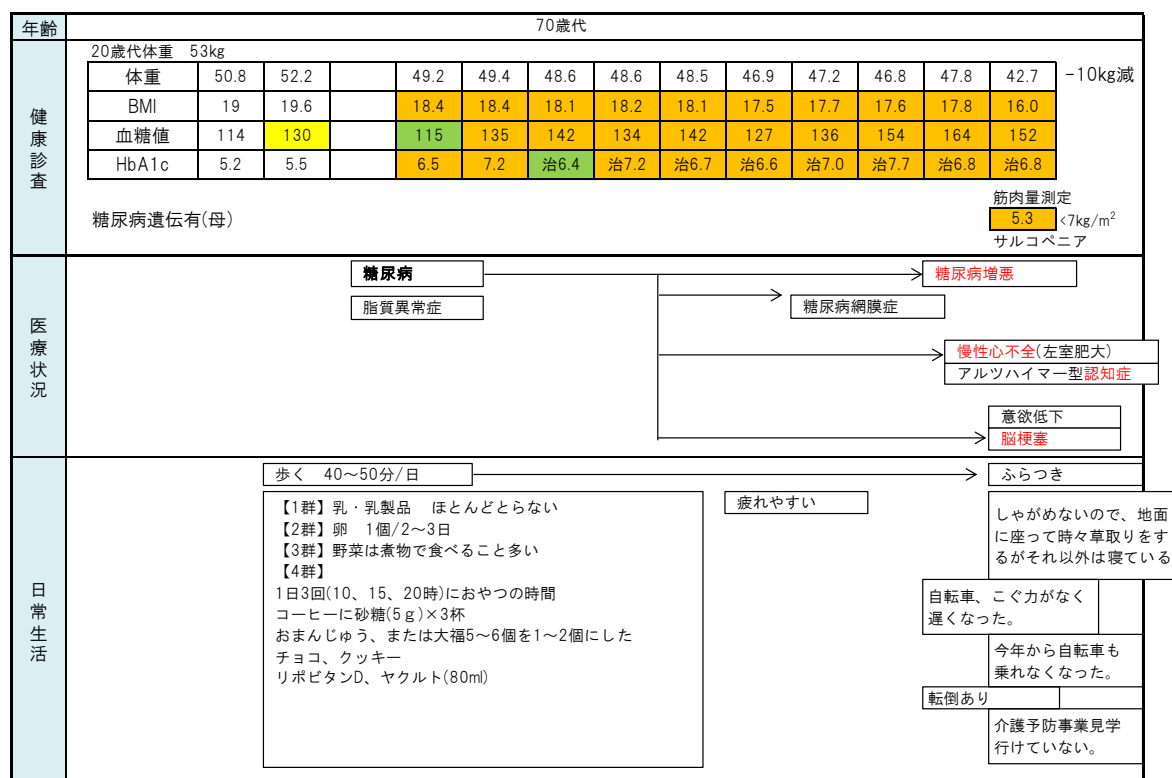 年齢
70歳代
20歳代体重 53kg
体重 50.8 52.2 49.2 49.4 48.6 48.6 48.5 46.9 47.2 46.8 47.8 42.7 -10kg減
BMI 19 19.6 18.4 18.4 18.1 18.2 18.1 17.5 17.7 17.6 17.8 16.0
血糖値 114 130 115 135 142 134 142 127 136 154 164 152
HbA1c 5.2 5.5 6.5 7.2 治6.4 治7.2 治6.7 治6.6 治7.0 治7.7 治6.8 治6.8
健康診査
筋肉量測定
糖尿病遺伝有(母)
5.3 <7kg/m²
サルコペニア
医療状況
糖尿病
糖尿病増悪
脂質異常症
糖尿病網膜症
慢性心不全(左室肥大)
アルツハイマー型認知症
意欲低下
脳梗塞
日常生活
歩く 40～50分/日
ふらつき
【1群】乳・乳製品 ほとんどとらない
【2群】卵 1個/2～3日
【3群】野菜は煮物で食べること多い
【4群】
1日3回(10、15、20時)におやつの時間
コーヒーに砂糖(5g)×3杯
おまんじゅう、または大福5～6個を1～2個にした
チョコ、クッキー
リポビタンD、ヤクルト(80ml)
疲れやすい
しゃがめないので、地面
に座って時々草取りをす
るがそれ以外は寝ている
自転車、こぐ力がなく
遅くなった。
今年から自転車も
乗れなくなった。
転倒あり
介護予防事業見学
行けていない。